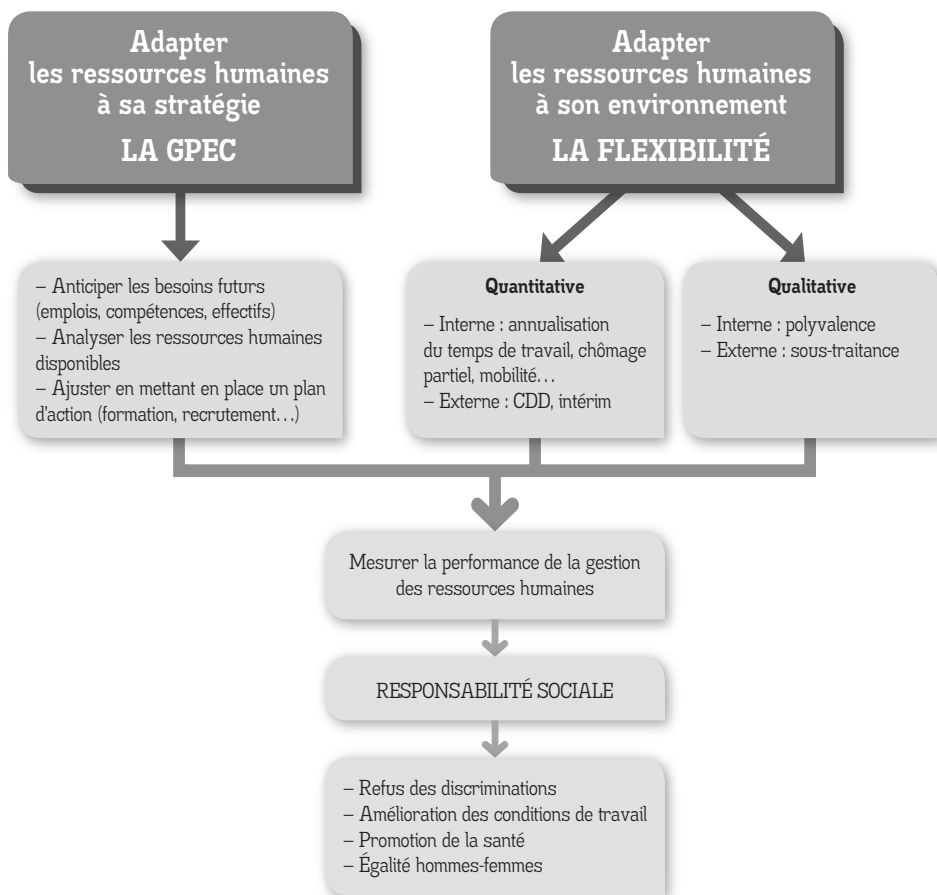 Adapter
les ressources humaines
à sa stratégie
LA GPEC
Adapter
les ressources humaines
à son environnement
LA FLEXIBILITÉ
– Anticiper les besoins futurs
(emplois, compétences, effectifs)
– Analyser les ressources humaines
disponibles
– Ajuster en mettant en place un plan
d'action (formation, recrutement…)
Quantitative
– Interne : annualisation
du temps de travail, chômage
partiel, mobilité…
– Externe : CDD, intérim
Qualitative
– Interne : polyvalence
– Externe : sous-traitance
Mesurer la performance de la gestion
des ressources humaines
RESPONSABILITÉ SOCIALE
– Refus des discriminations
– Amélioration des conditions de travail
– Promotion de la santé
– Égalité hommes-femmes